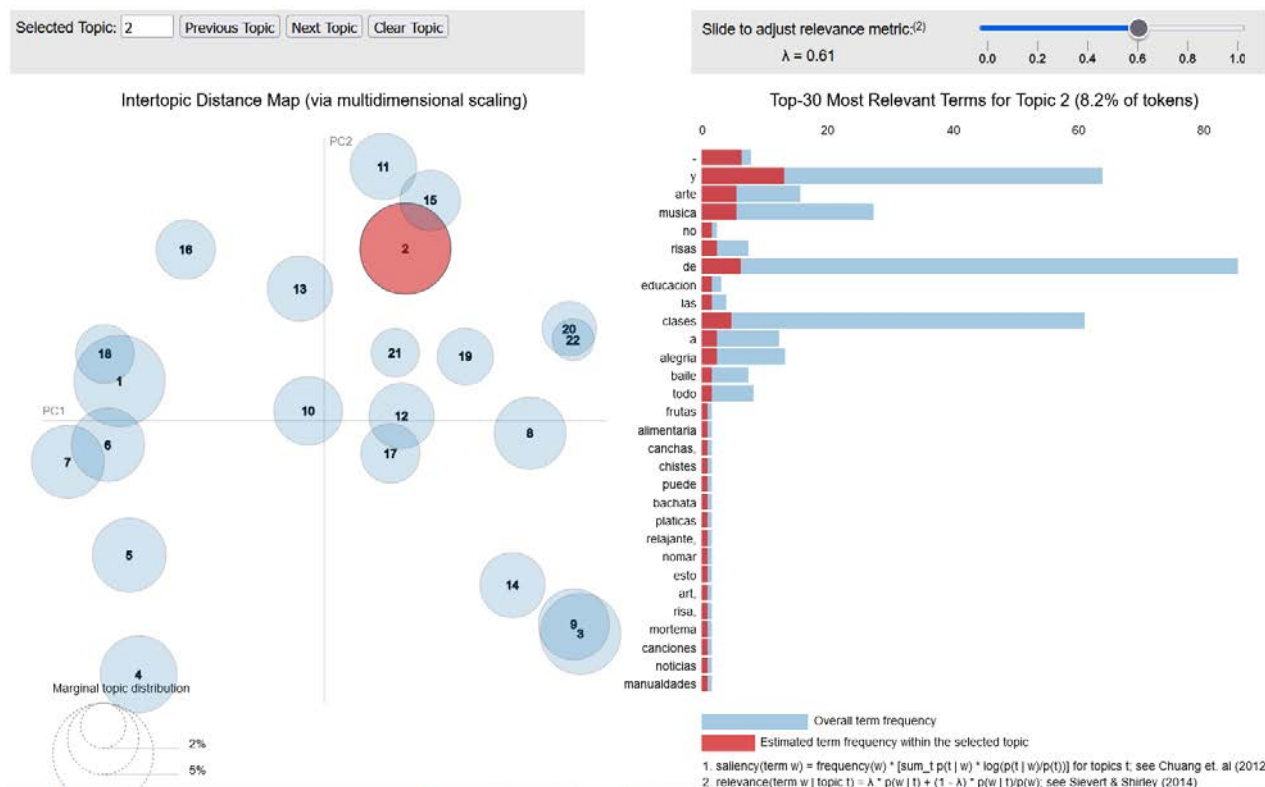 Selected Topic: 2 Previous Topic Next Topic Clear Topic
Slide to adjust relevance metric:(2)
λ = 0.61
0.0 0.2 0.4 0.6 0.8 1.0
Intertopic Distance Map (via multidimensional scaling)
PC2
PC1
11
15
2
16
13
20
22
21
19
18
1
10
12
8
6
17
7
5
14
9
3
4
Marginal topic distribution
2%
5%
Top-30 Most Relevant Terms for Topic 2 (8.2% of tokens)
0 20 40 60 80
-
y
arte
musica
no
risas
de
educacion
las
clases
a
alegria
baile
todo
frutas
alimentaria
canchas,
chistes
puede
bachata
platicas
relajante,
nomar
esto
art,
risa,
mortema
canciones
noticias
manualdades
Overall term frequency
Estimated term frequency within the selected topic
1. saliency(term w) = frequency(w) * [sum_t p(t | w) * log(p(t | w)/p(t))] for topics t; see Chuang et. al (2012
2. relevance(term w | topic t) = λ * p(w | t) + (1 - λ) * p(w | t)/p(w); see Sievert & Shirley (2014)